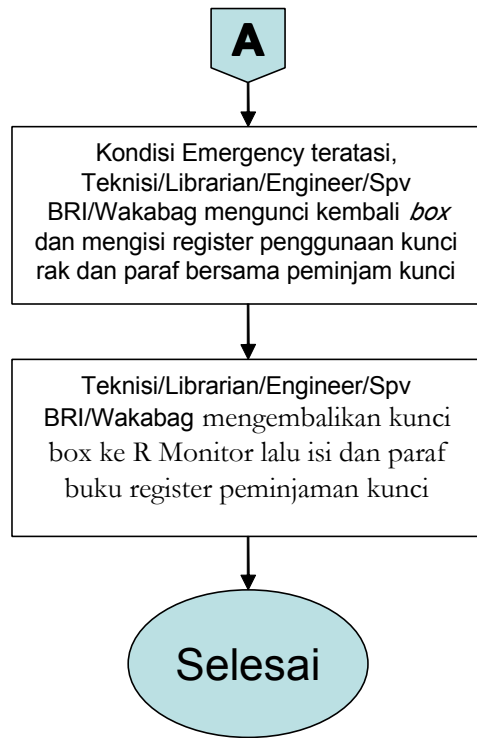 A
Kondisi Emergency teratasi,
Teknisi/Librarian/Engineer/Spv
BRI/Wakabag mengunci kembali box
dan mengisi register penggunaan kunci
rak dan paraf bersama peminjam kunci
Teknisi/Librarian/Engineer/Spv
BRI/Wakabag mengembalikan kunci
box ke R Monitor lalu isi dan paraf
buku register peminjaman kunci
Selesai